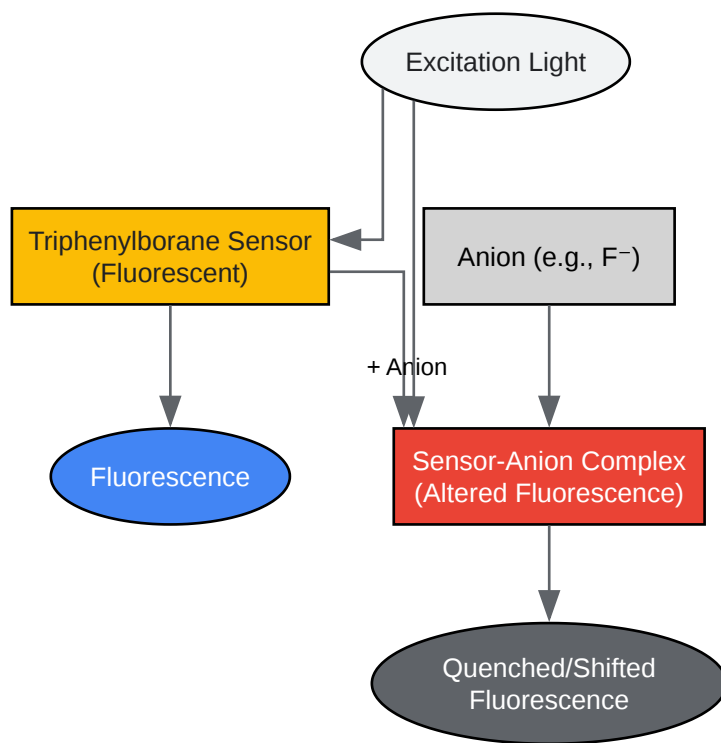 Excitation Light
Triphenylborane Sensor
(Fluorescent)
Anion (e.g., F⁻)
+ Anion
Fluorescence
Sensor-Anion Complex
(Altered Fluorescence)
Quenched/Shifted
Fluorescence